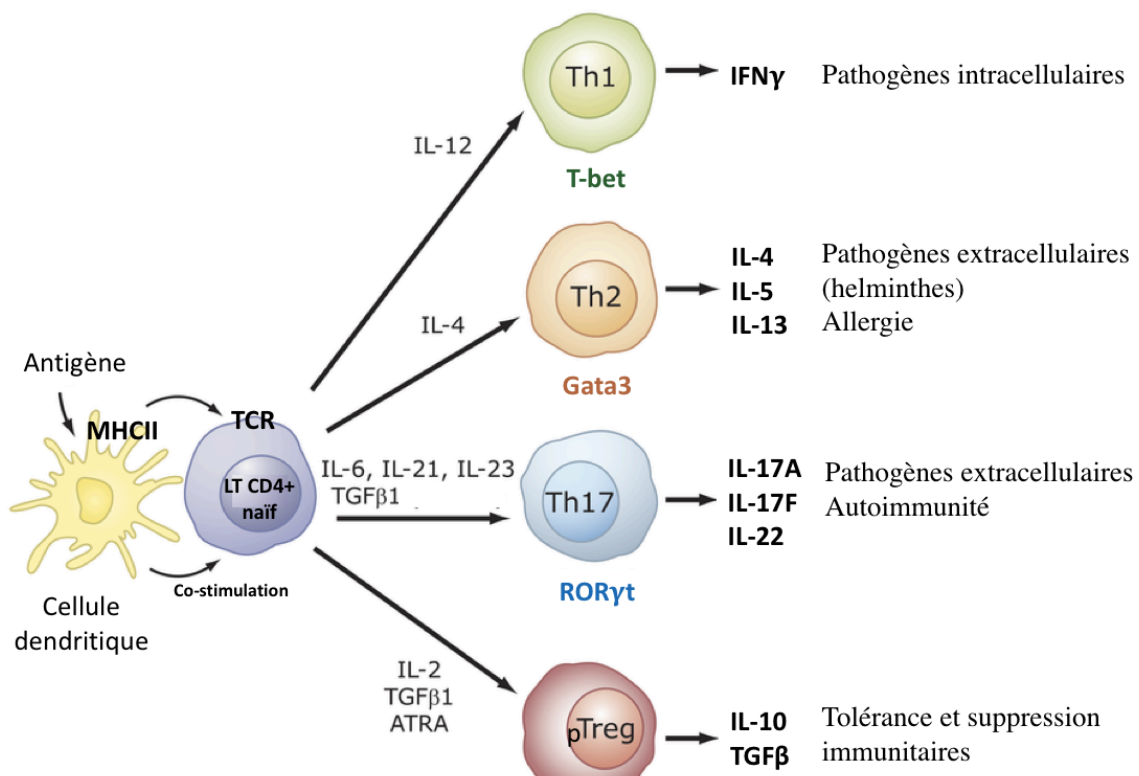 Th1
IFNγ
Pathogènes intracellulaires
IL-12
T-bet
IL-4
Th2
IL-4
IL-5
IL-13
Pathogènes extracellulaires
(helminthes)
Allergie
Gata3
Antigène
MHCII
TCR
LT CD4+
naïf
Co-stimulation
Cellule
dendritique
IL-6, IL-21, IL-23
TGFβ1
Th17
IL-17A
IL-17F
IL-22
Pathogènes extracellulaires
Autoimmunité
RORγt
IL-2
TGFβ1
ATRA
pTreg
IL-10
TGFβ
Tolérance et suppression
immunitaires